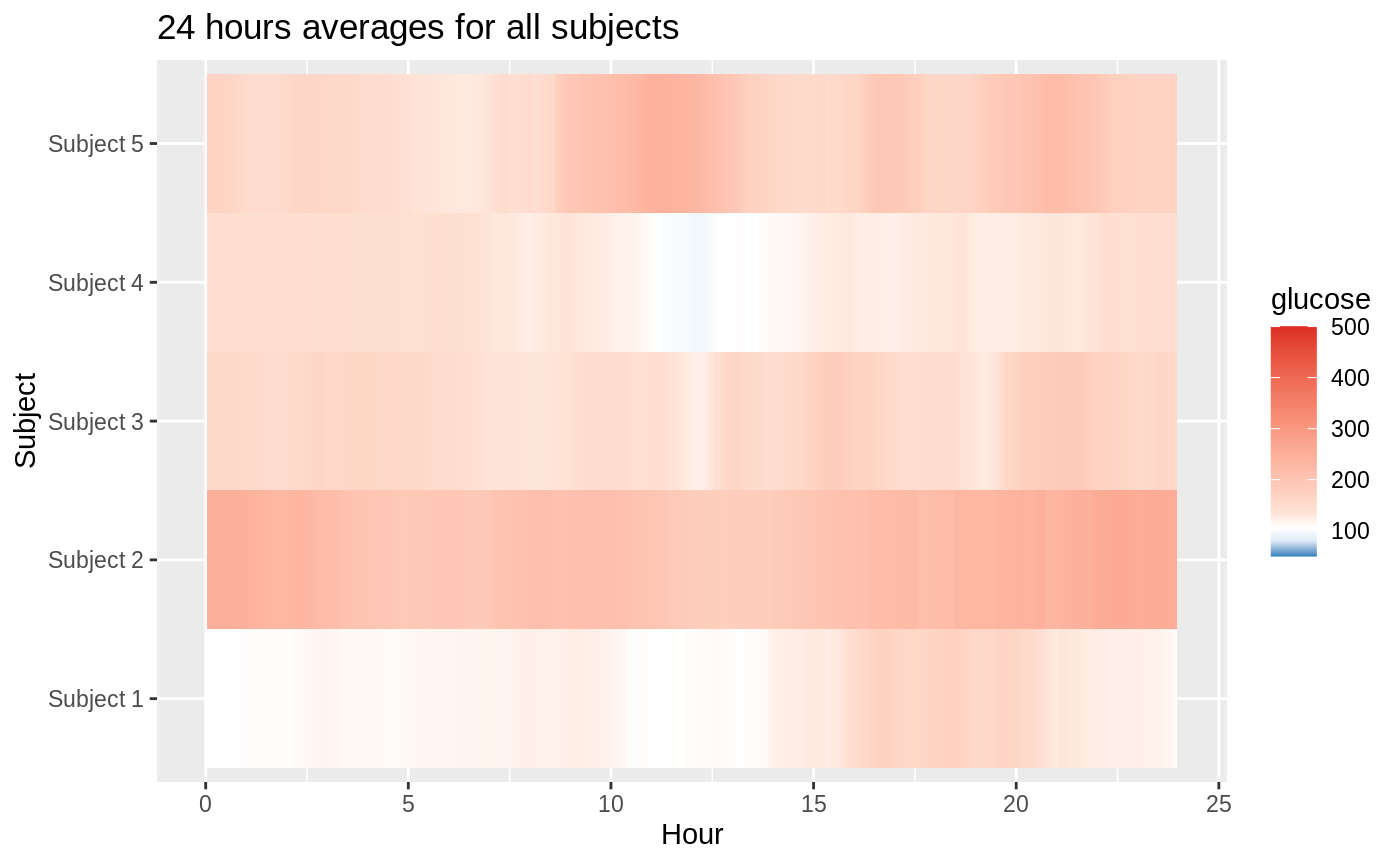 24 hours averages for all subjects
Subject
Subject 5
Subject 4
Subject 3
Subject 2
Subject 1
0 5 10 15 20 25
Hour
glucose
500
400
300
200
100